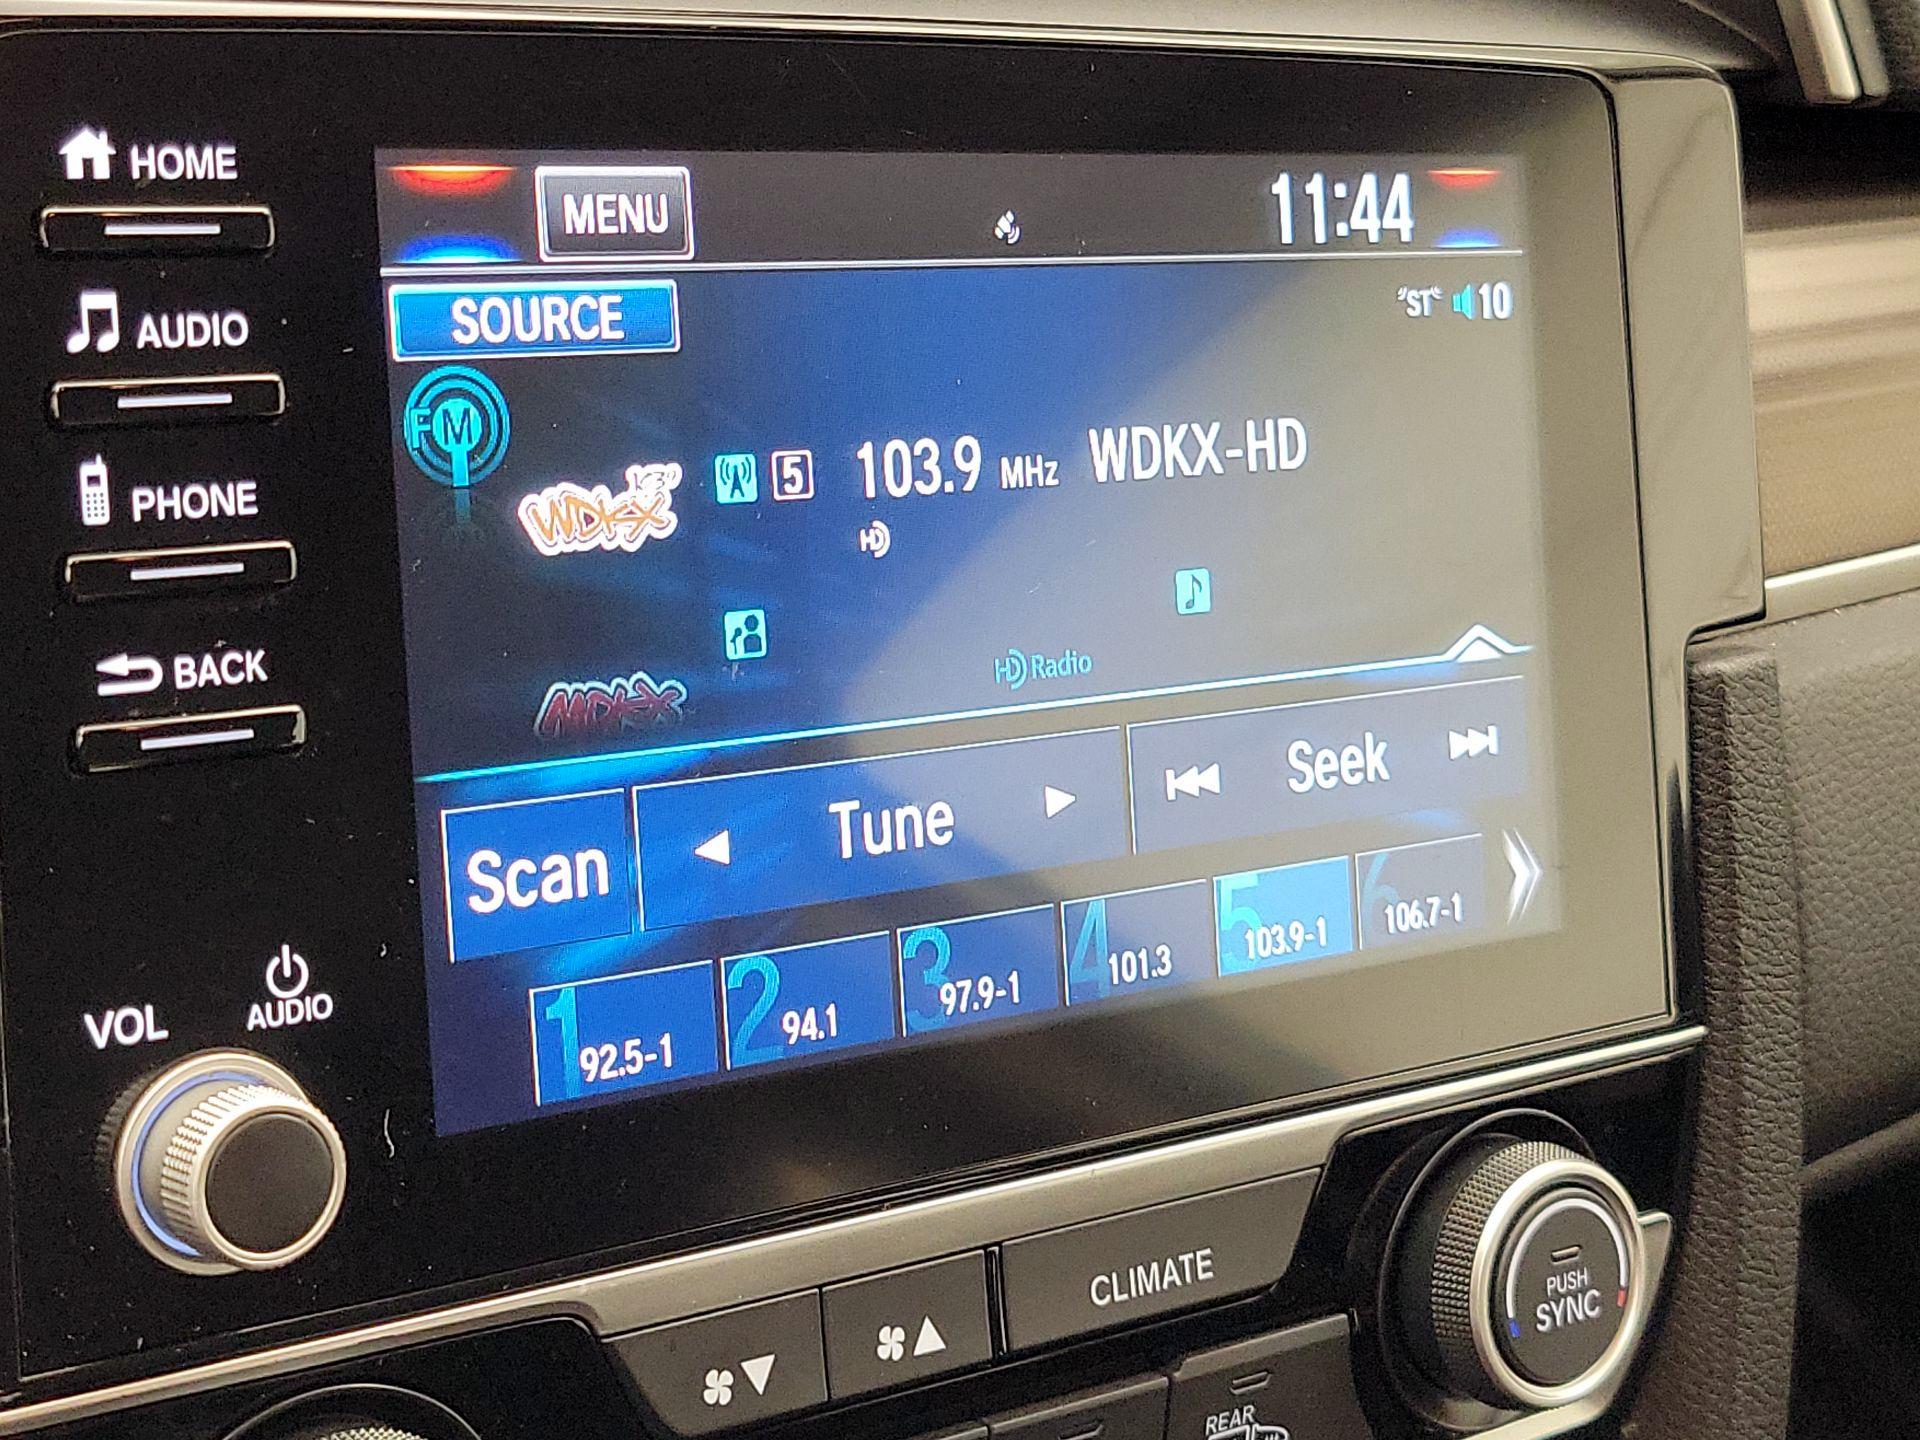 HOME
AUDIO
PHONE
BACK
VOL
AUDIO
MENU
11:44
SOURCE
"ST" 10
FM
WDKX
5
103.9 MHz WDKX-HD
HD
HD Radio
Scan
Tune
Seek
1 92.5-1
2 94.1
3 97.9-1
4 101.3
5 103.9-1
6 106.7-1
CLIMATE
PUSH
SYNC
REAR